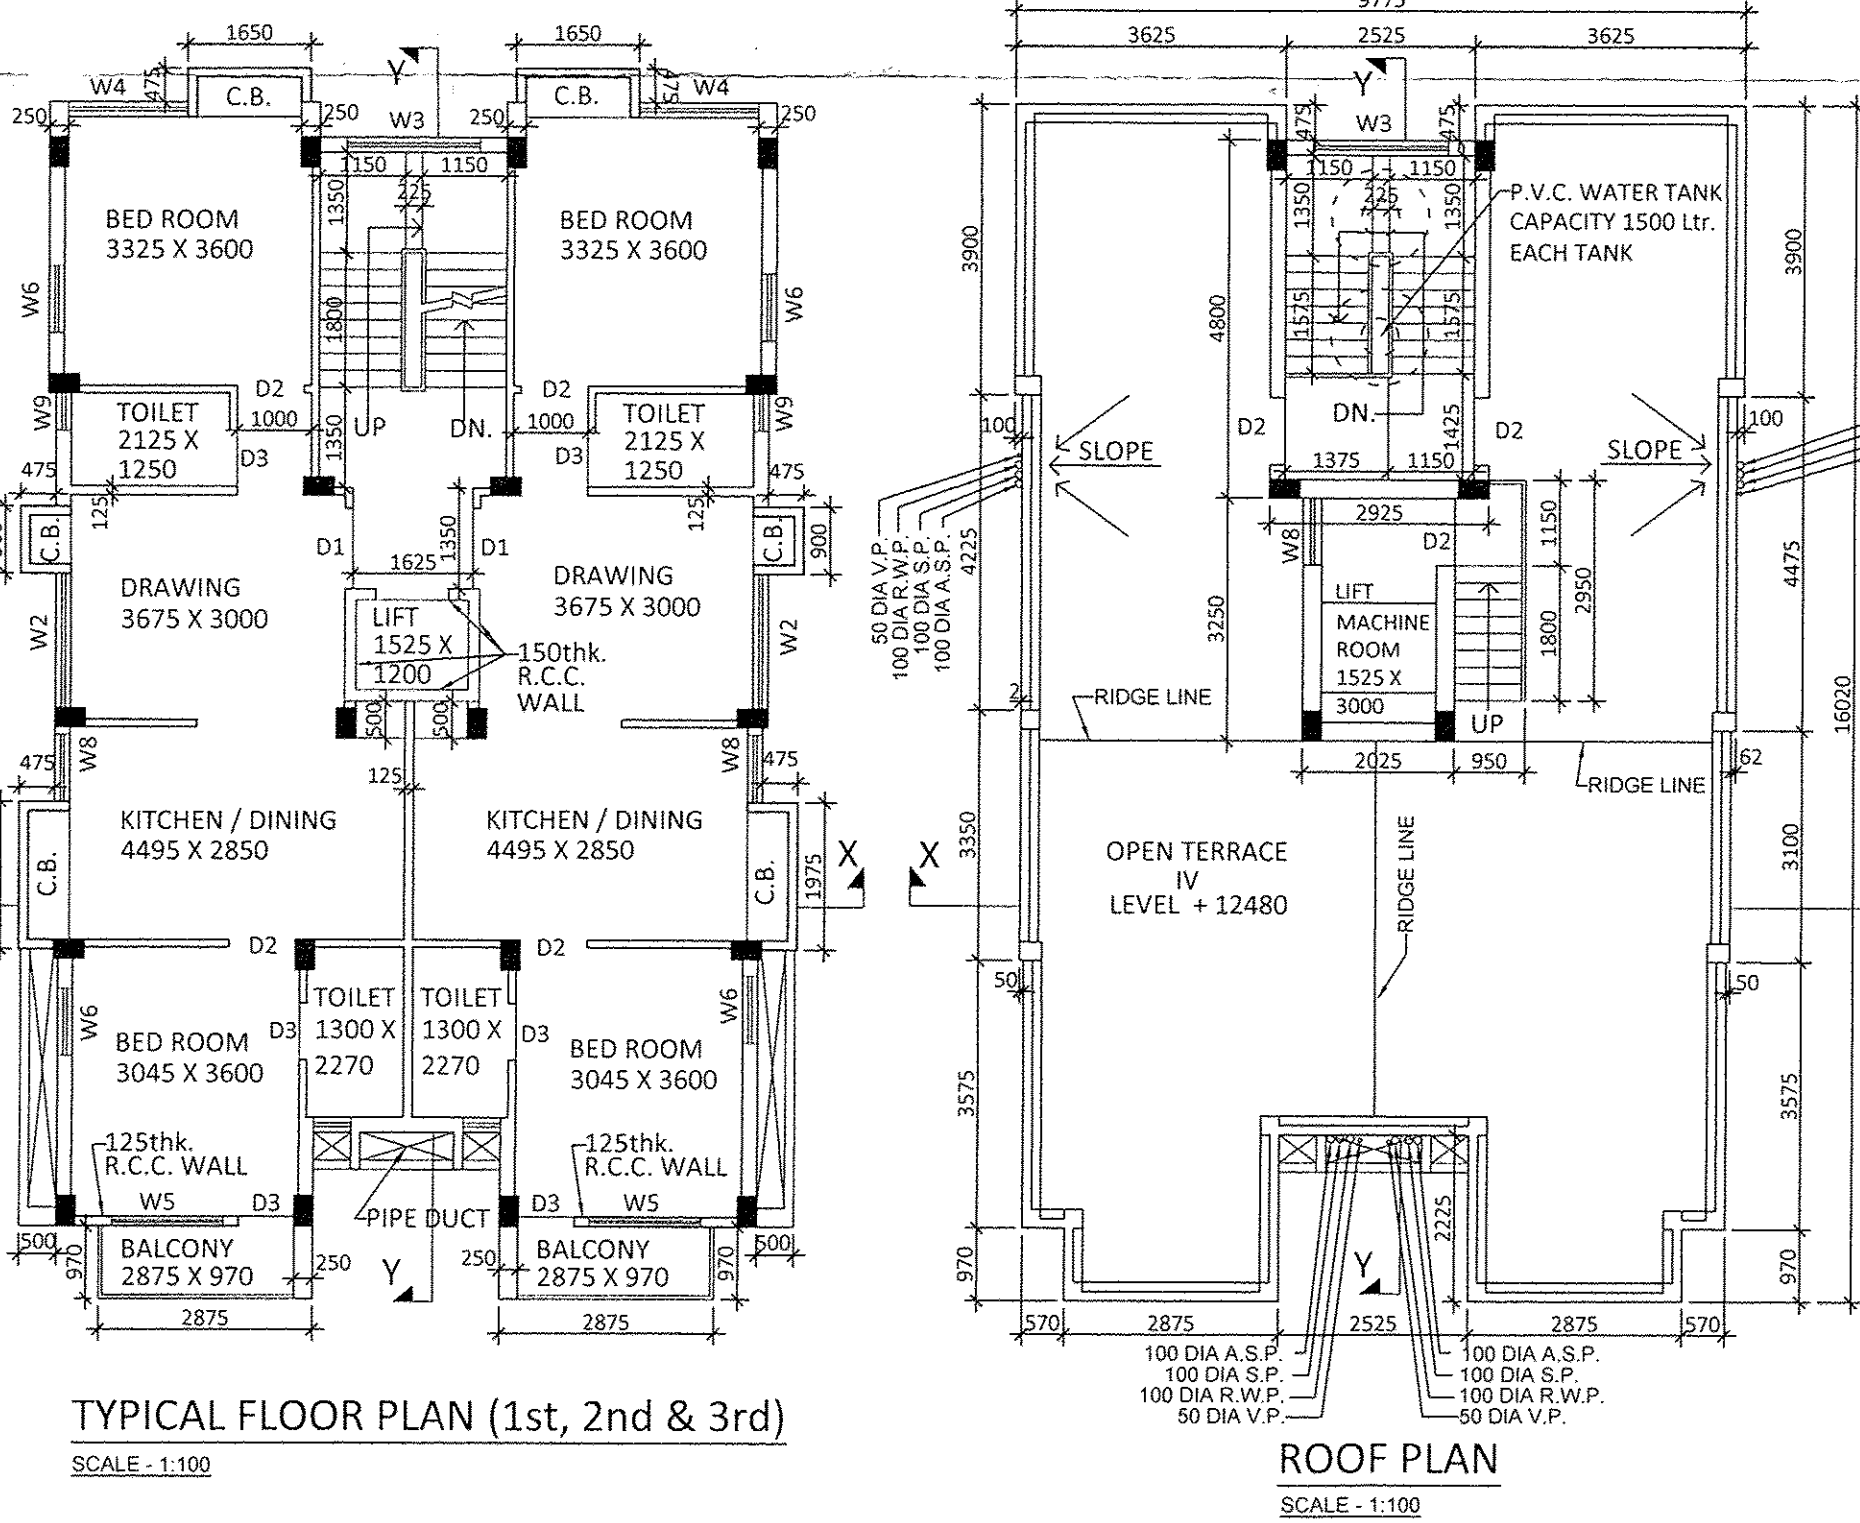 1650
1650
W4
475
C.B.
250
250
Y
W3
250
C.B.
475
W4
250
1150
1150
225
1350
BED ROOM
3325 X 3600
BED ROOM
3325 X 3600
W6
1800
W6
D2
D2
W9
TOILET
2125 X
1250
1000
D3
1350
UP
DN.
1000
D3
TOILET
2125 X
1250
W9
475
125
C.B.
D1
1350
D1
1625
125
475
C.B.
900
DRAWING
3675 X 3000
DRAWING
3675 X 3000
LIFT
1525 X
1200
150thk.
R.C.C.
WALL
W2
W2
500
500
W8
W8
475
125
475
KITCHEN / DINING
4495 X 2850
KITCHEN / DINING
4495 X 2850
C.B.
C.B.
1975
X
D2
D2
W6
TOILET
1300 X
2270
TOILET
1300 X
2270
W6
D3
D3
BED ROOM
3045 X 3600
BED ROOM
3045 X 3600
125thk.
R.C.C. WALL
125thk.
R.C.C. WALL
W5
D3
PIPE DUCT
D3
W5
500
970
BALCONY
2875 X 970
250
Y
250
BALCONY
2875 X 970
970
500
2875
2875
TYPICAL FLOOR PLAN (1st, 2nd & 3rd)
SCALE - 1:100
9775
3625
2525
3625
Y
475
W3
475
1150
1150
225
1350
1350
P.V.C. WATER TANK
CAPACITY 1500 Ltr.
EACH TANK
3900
3900
4800
1575
1575
100
D2
DN.
1425
D2
100
SLOPE
SLOPE
1375
1150
2925
50 DIA V.P.
100 DIA R.W.P.
100 DIA S.P.
100 DIA A.S.P.
4225
W8
D2
1150
2950
4475
3250
LIFT
MACHINE
ROOM
1525 X
3000
1800
16020
2
RIDGE LINE
UP
2025
950
62
RIDGE LINE
3350
X
OPEN TERRACE
IV
LEVEL + 12480
RIDGE LINE
3100
50
50
3575
3575
2225
970
Y
970
570
2875
2525
2875
570
100 DIA A.S.P.
100 DIA S.P.
100 DIA R.W.P.
50 DIA V.P.
100 DIA A.S.P.
100 DIA S.P.
100 DIA R.W.P.
50 DIA V.P.
ROOF PLAN
SCALE - 1:100